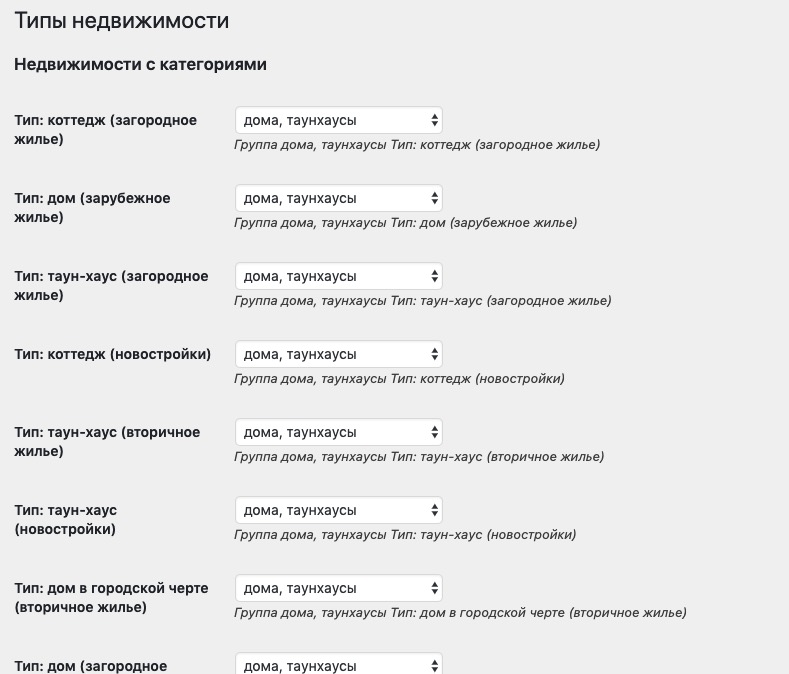 Типы недвижимости
Недвижимости с категориями
Тип: коттедж (загородное
жилье)
дома, таунхаусы
Группа дома, таунхаусы Тип: коттедж (загородное жилье)
Тип: дом (зарубежное
жилье)
дома, таунхаусы
Группа дома, таунхаусы Тип: дом (зарубежное жилье)
Тип: таун-хаус (загородное
жилье)
дома, таунхаусы
Группа дома, таунхаусы Тип: таун-хаус (загородное жилье)
Тип: коттедж (новостройки)
дома, таунхаусы
Группа дома, таунхаусы Тип: коттедж (новостройки)
Тип: таун-хаус (вторичное
жилье)
дома, таунхаусы
Группа дома, таунхаусы Тип: таун-хаус (вторичное жилье)
Тип: таун-хаус
(новостройки)
дома, таунхаусы
Группа дома, таунхаусы Тип: таун-хаус (новостройки)
Тип: дом в городской черте
(вторичное жилье)
дома, таунхаусы
Группа дома, таунхаусы Тип: дом в городской черте (вторичное жилье)
Тип: дом (загородное
дома, таунхаусы